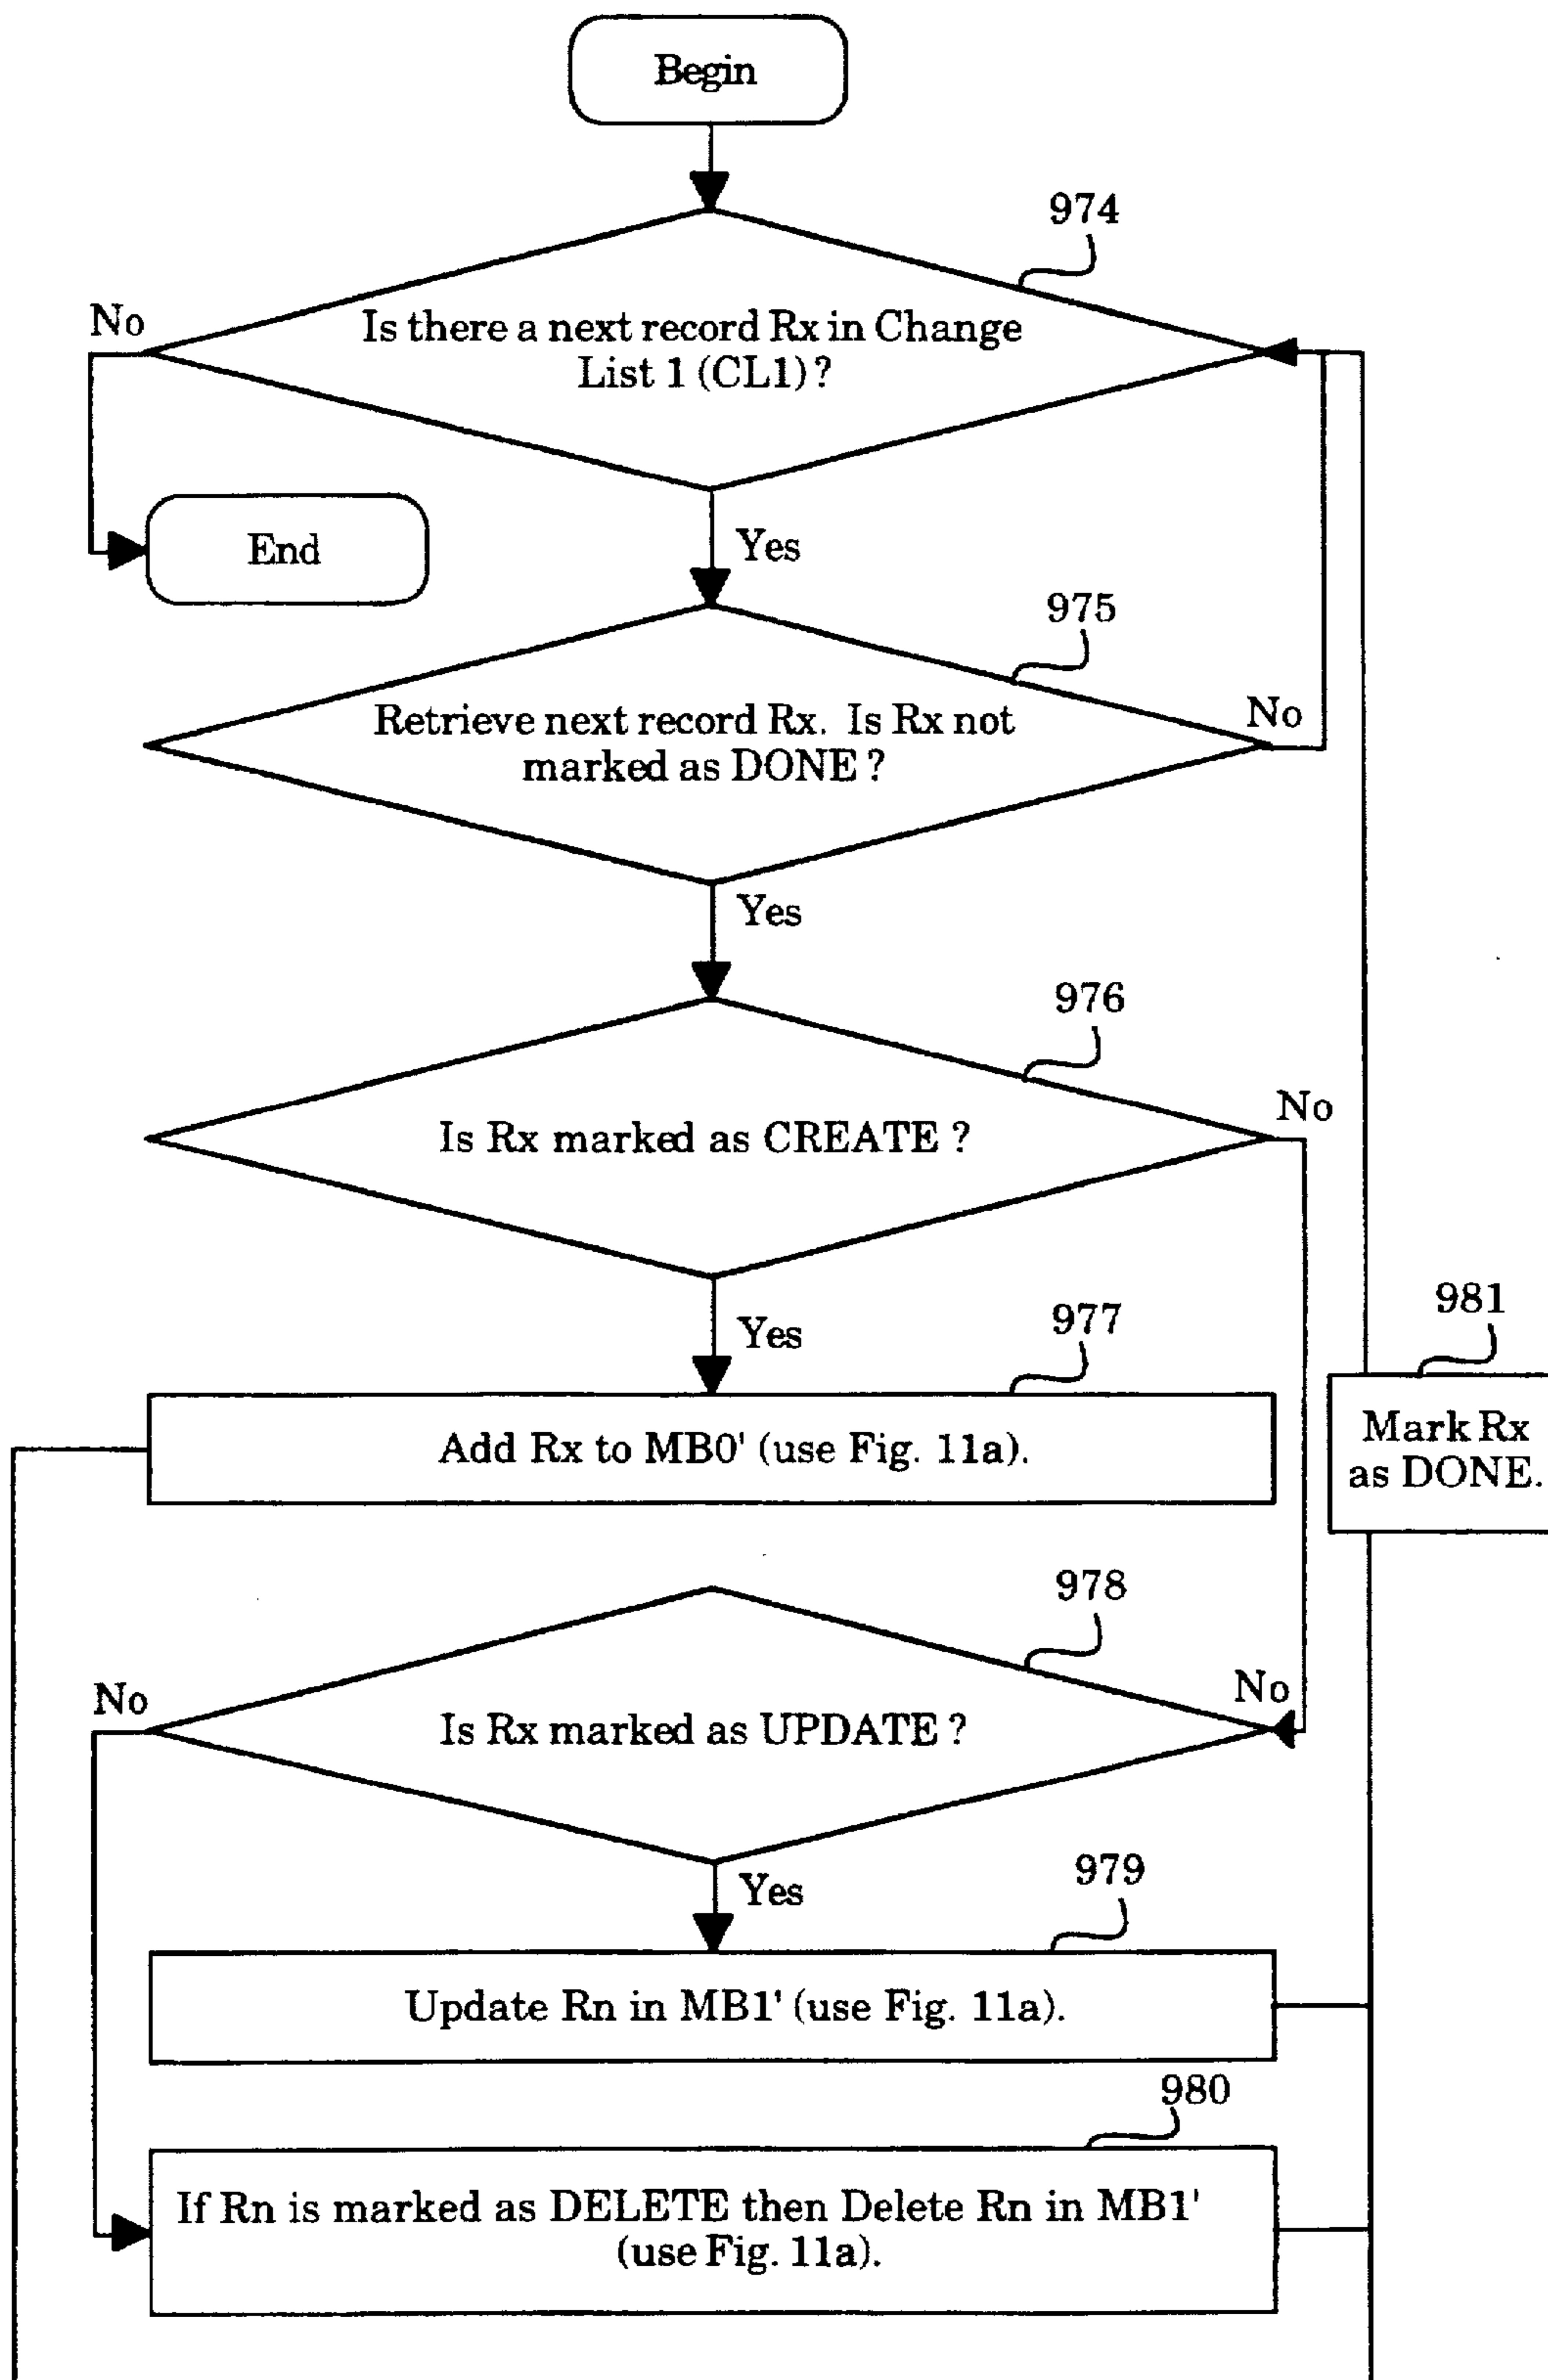 Begin
974
No
Is there a next record Rx in Change
List 1 (CL1) ?
End
Yes
975
Retrieve next record Rx. Is Rx not
marked as DONE ?
No
Yes
976
No
Is Rx marked as CREATE ?
Yes
977
981
Add Rx to MB0' (use Fig. 11a).
Mark Rx
as DONE.
978
No
No
Is Rx marked as UPDATE ?
979
Yes
Update Rn in MB1' (use Fig. 11a).
980
If Rn is marked as DELETE then Delete Rn in MB1'
(use Fig. 11a).